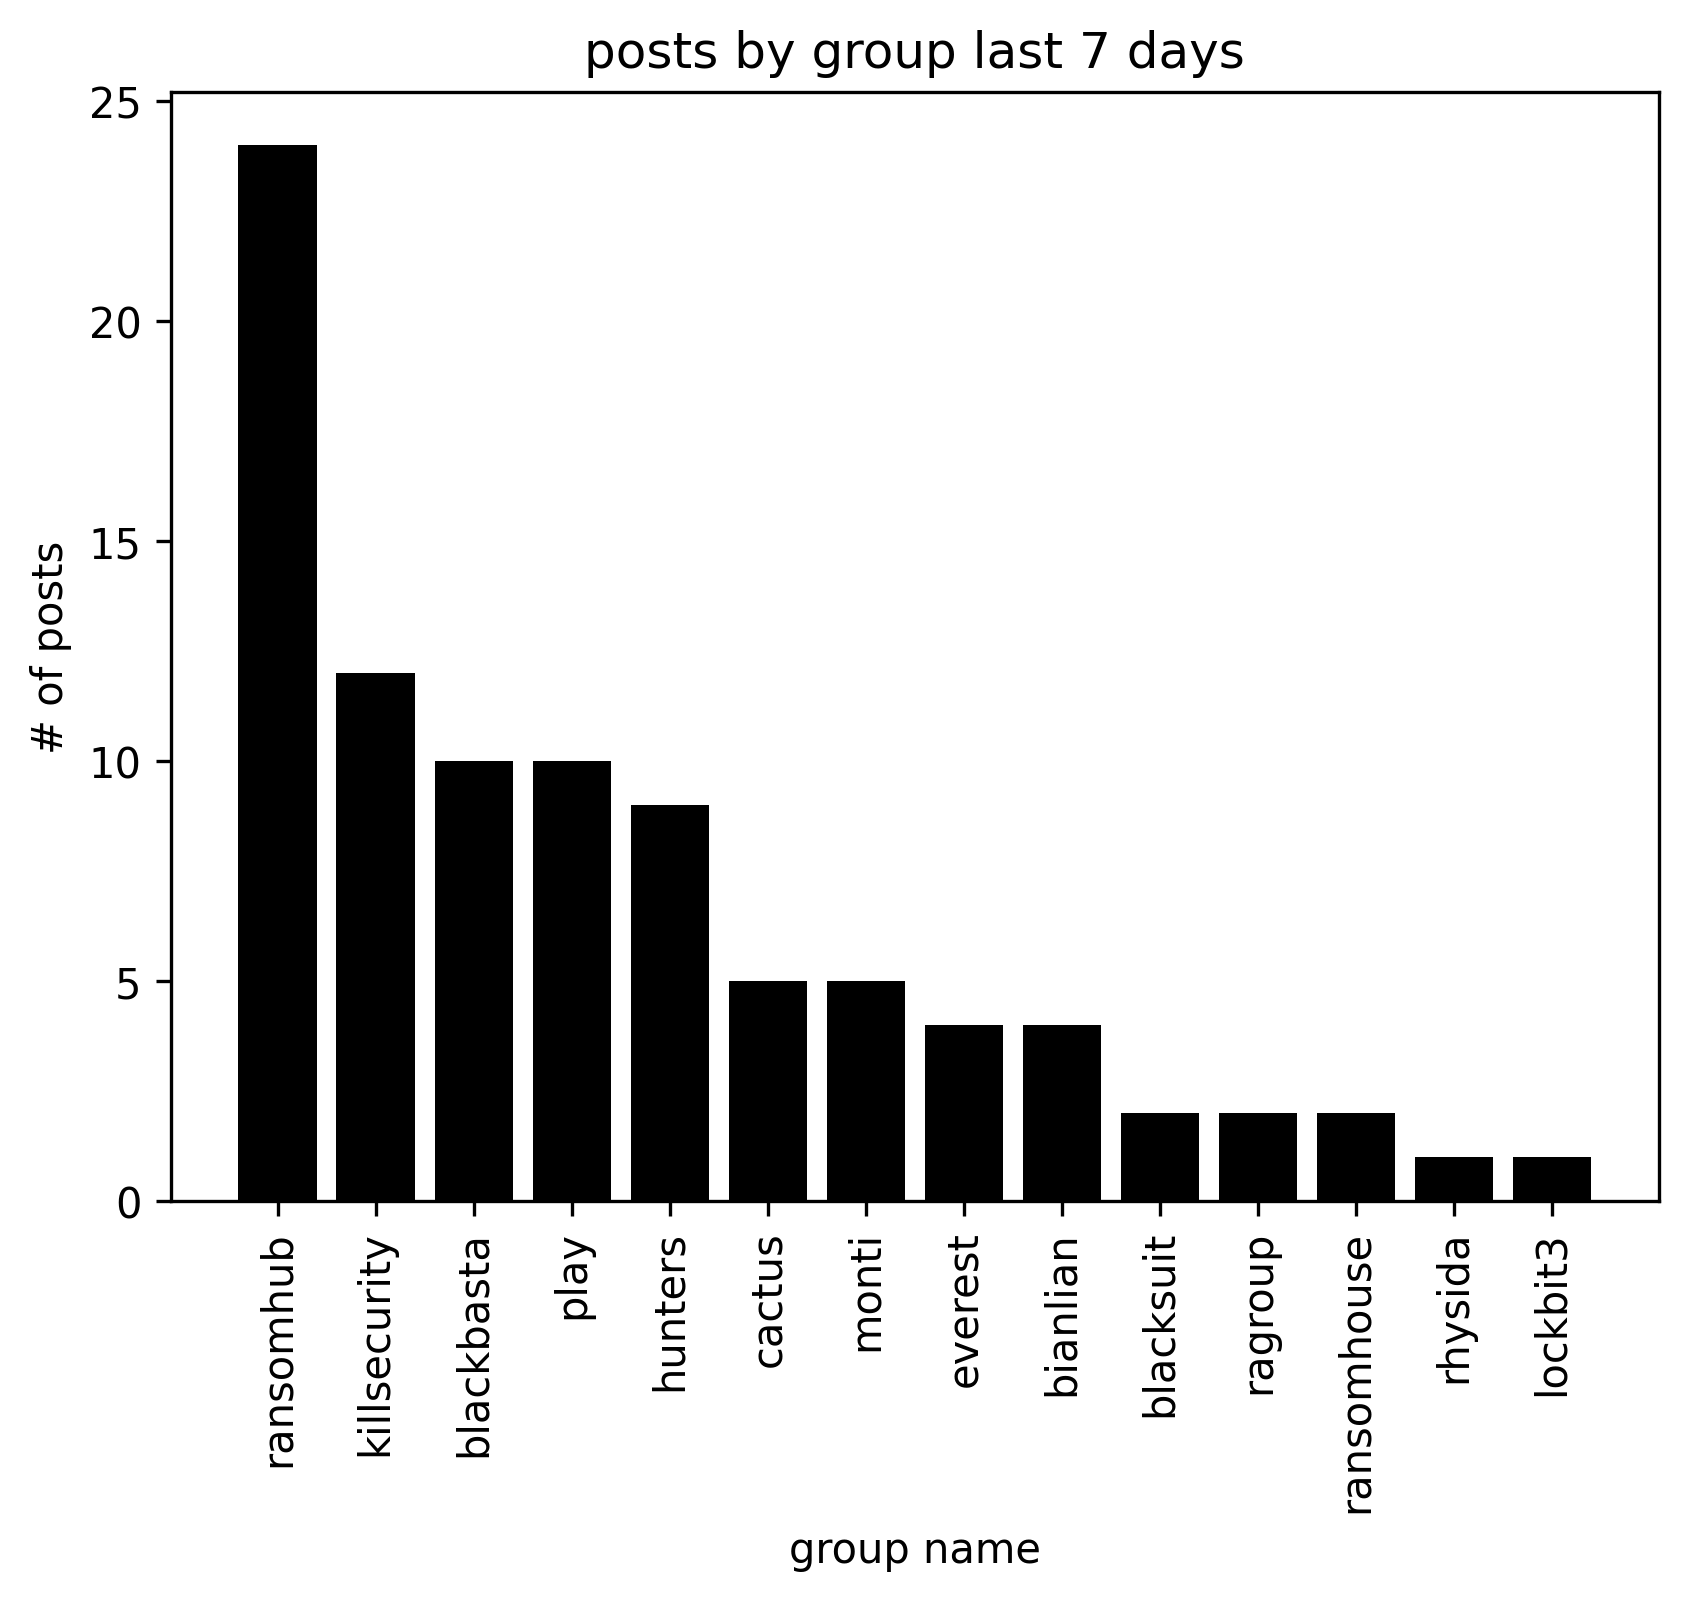 posts by group last 7 days
25
20
15
10
5
0
# of posts
ransomhub
killsecurity
blackbasta
play
hunters
cactus
monti
everest
bianlian
blacksuit
ragroup
ransomhouse
rhysida
lockbit3
group name